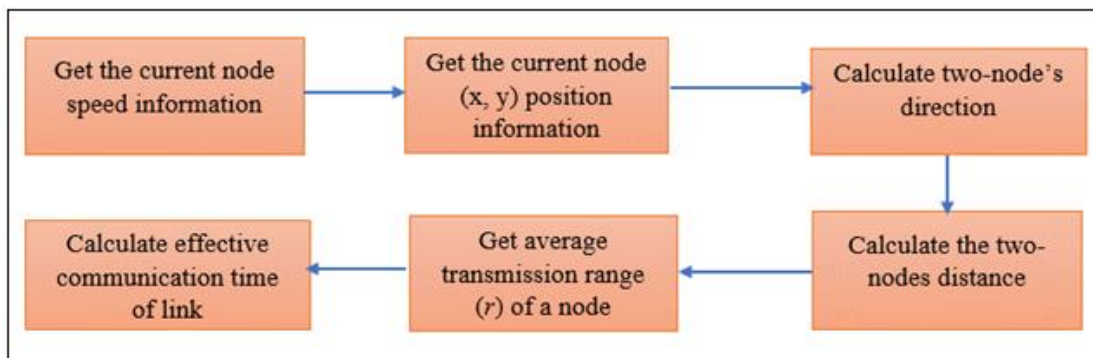 Get the current node
speed information
Get the current node
(x, y) position
information
Calculate two-node’s
direction
Calculate the two-
nodes distance
Get average
transmission range
(r) of a node
Calculate effective
communication time
of link